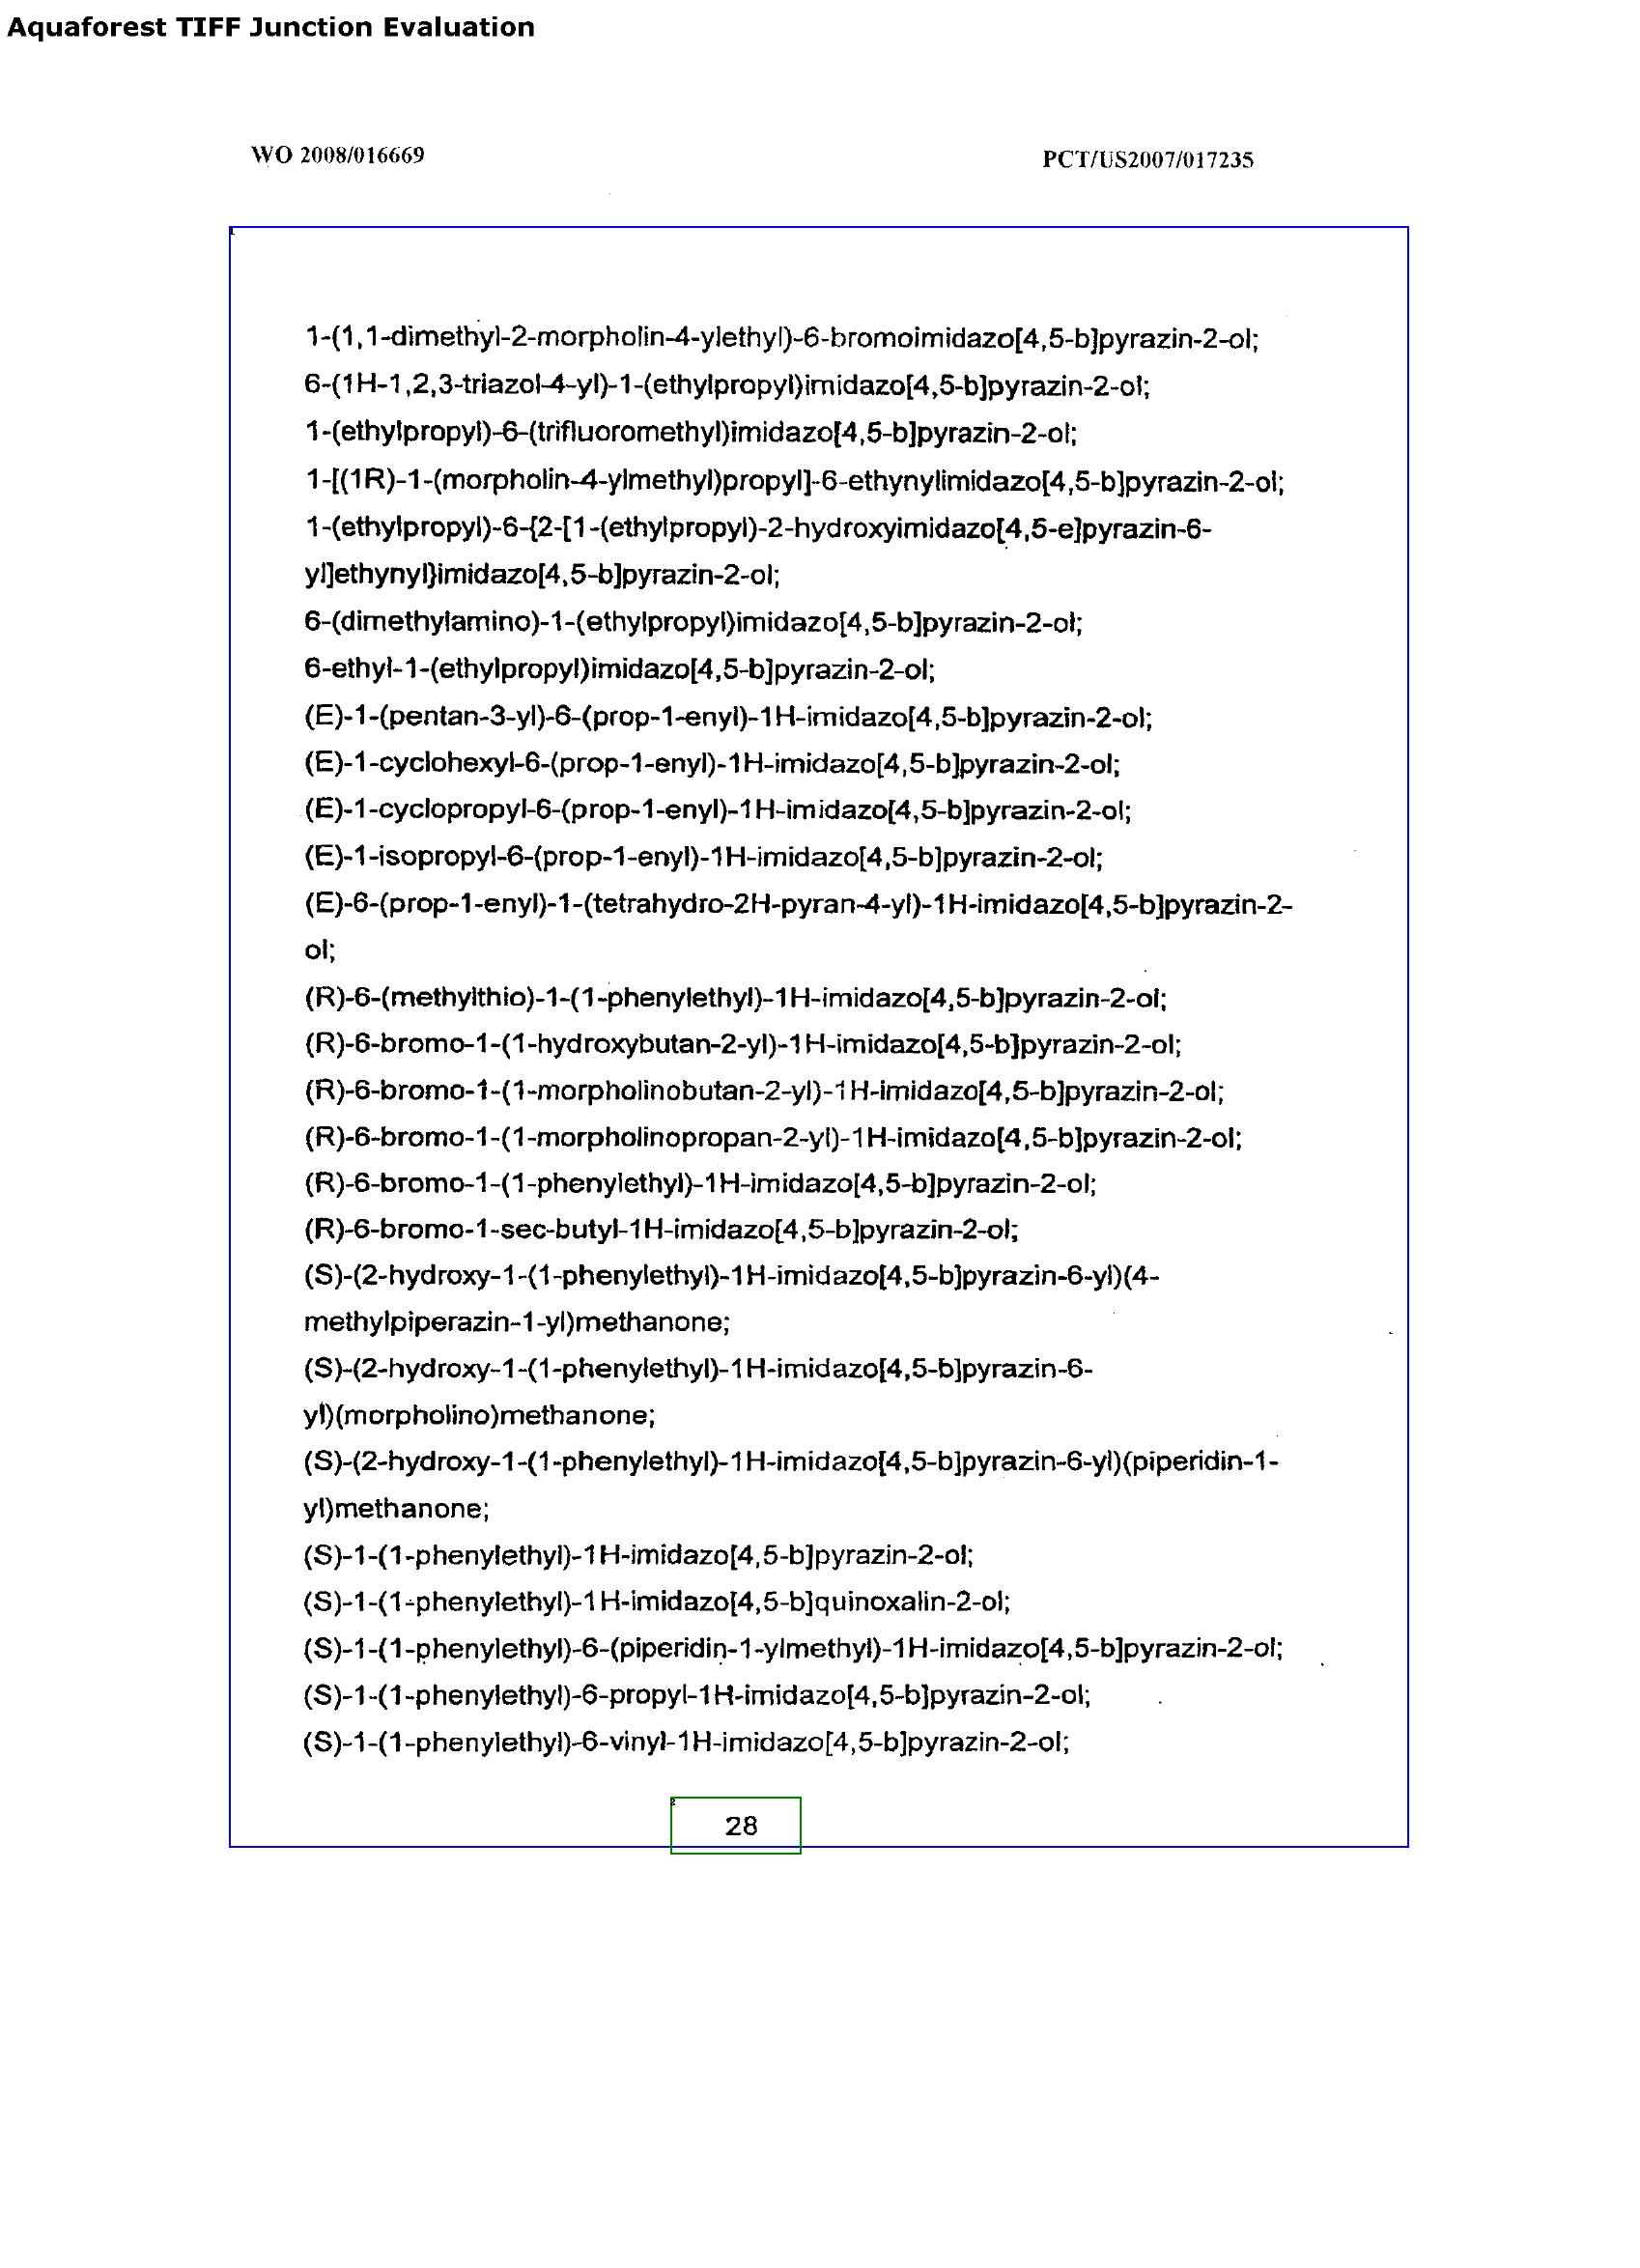 Aquaforest TIFF Junction Evaluation
WO 2008/016669
PCT/US2007/017235
1-(1,1-dimethyl-2-morpholin-4-ylethyl)-6-bromoimidazo[4,5-b]pyrazin-2-ol;
6-(1H-1,2,3-triazol-4-yl)-1-(ethylpropyl)imidazo[4,5-b]pyrazin-2-ol;
1-(ethylpropyl)-6-(trifluoromethyl)imidazo[4,5-b]pyrazin-2-ol;
1-[(1R)-1-(morpholin-4-ylmethyl)propyl]-6-ethynylimidazo[4,5-b]pyrazin-2-ol;
1-(ethylpropyl)-6-{2-[1-(ethylpropyl)-2-hydroxyimidazo[4,5-e]pyrazin-6-
yl]ethynyl}imidazo[4,5-b]pyrazin-2-ol;
6-(dimethylamino)-1-(ethylpropyl)imidazo[4,5-b]pyrazin-2-ol;
6-ethyl-1-(ethylpropyl)imidazo[4,5-b]pyrazin-2-ol;
(E)-1-(pentan-3-yl)-6-(prop-1-enyl)-1H-imidazo[4,5-b]pyrazin-2-ol;
(E)-1-cyclohexyl-6-(prop-1-enyl)-1H-imidazo[4,5-b]pyrazin-2-ol;
(E)-1-cyclopropyl-6-(prop-1-enyl)-1H-imidazo[4,5-b]pyrazin-2-ol;
(E)-1-isopropyl-6-(prop-1-enyl)-1H-imidazo[4,5-b]pyrazin-2-ol;
(E)-6-(prop-1-enyl)-1-(tetrahydro-2H-pyran-4-yl)-1H-imidazo[4,5-b]pyrazin-2-
ol;
(R)-6-(methylthio)-1-(1-phenylethyl)-1H-imidazo[4,5-b]pyrazin-2-ol;
(R)-6-bromo-1-(1-hydroxybutan-2-yl)-1H-imidazo[4,5-b]pyrazin-2-ol;
(R)-6-bromo-1-(1-morpholinobutan-2-yl)-1H-imidazo[4,5-b]pyrazin-2-ol;
(R)-6-bromo-1-(1-morpholinopropan-2-yl)-1H-imidazo[4,5-b]pyrazin-2-ol;
(R)-6-bromo-1-(1-phenylethyl)-1H-imidazo[4,5-b]pyrazin-2-ol;
(R)-6-bromo-1-sec-butyl-1H-imidazo[4,5-b]pyrazin-2-ol;
(S)-(2-hydroxy-1-(1-phenylethyl)-1H-imidazo[4,5-b]pyrazin-6-yl)(4-
methylpiperazin-1-yl)methanone;
(S)-(2-hydroxy-1-(1-phenylethyl)-1H-imidazo[4,5-b]pyrazin-6-
yl)(morpholino)methanone;
(S)-(2-hydroxy-1-(1-phenylethyl)-1H-imidazo[4,5-b]pyrazin-6-yl)(piperidin-1-
yl)methanone;
(S)-1-(1-phenylethyl)-1H-imidazo[4,5-b]pyrazin-2-ol;
(S)-1-(1-phenylethyl)-1H-imidazo[4,5-b]quinoxalin-2-ol;
(S)-1-(1-phenylethyl)-6-(piperidin-1-ylmethyl)-1H-imidazo[4,5-b]pyrazin-2-ol;
(S)-1-(1-phenylethyl)-6-propyl-1H-imidazo[4,5-b]pyrazin-2-ol;
(S)-1-(1-phenylethyl)-6-vinyl-1H-imidazo[4,5-b]pyrazin-2-ol;
28